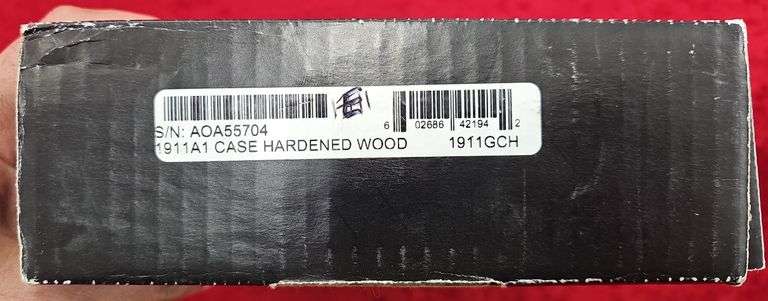 6 02686 42194 2
S/N: AOA55704
1911A1 CASE HARDENED WOOD 1911GCH